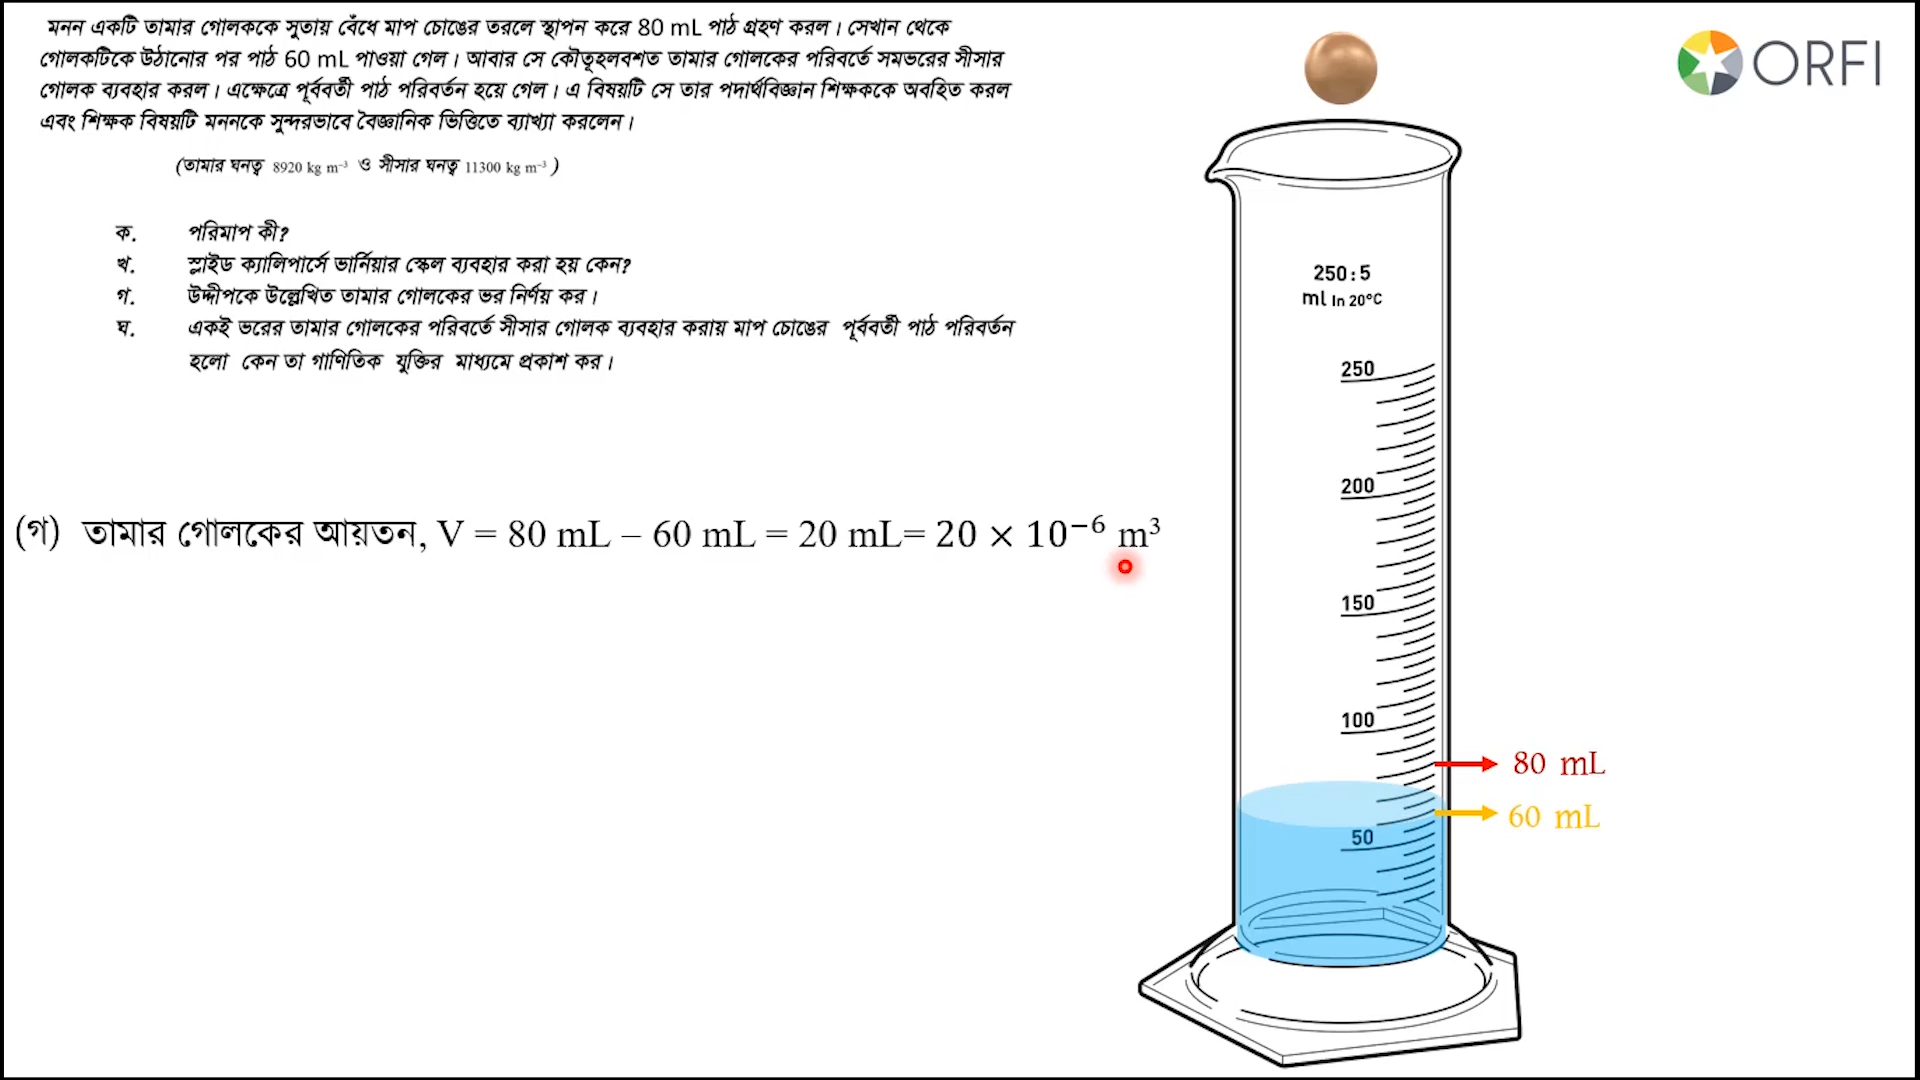 মনন একটি তামার গোলককে সুতায় বেঁধে মাপ চোঙের তরলে স্থাপন করে 80 mL পাঠ গ্রহণ করল। সেখান থেকে
গোলকটিকে উঠানোর পর পাঠ 60 mL পাওয়া গেল। আবার সে কৌতূহলবশত তামার গোলকের পরিবর্তে সমভরের সীসার
গোলক ব্যবহার করল। এক্ষেত্রে পূর্ববর্তী পাঠ পরিবর্তন হয়ে গেল। এ বিষয়টি সে তার পদার্থবিজ্ঞান শিক্ষককে অবহিত করল
এবং শিক্ষক বিষয়টি মননকে সুন্দরভাবে বৈজ্ঞানিক ভিত্তিতে ব্যাখ্যা করলেন।
(তামার ঘনত্ব 8920 kg m⁻³ ও সীসার ঘনত্ব 11300 kg m⁻³ )
ক. পরিমাপ কী?
খ. স্লাইড ক্যালিপার্সে ভার্নিয়ার স্কেল ব্যবহার করা হয় কেন?
গ. উদ্দীপকে উল্লেখিত তামার গোলকের ভর নির্ণয় কর।
ঘ. একই ভরের তামার গোলকের পরিবর্তে সীসার গোলক ব্যবহার করায় মাপ চোঙের পূর্ববর্তী পাঠ পরিবর্তন
হলো কেন তা গাণিতিক যুক্তির মাধ্যমে প্রকাশ কর।
(গ) তামার গোলকের আয়তন, V = 80 mL – 60 mL = 20 mL= 20 × 10⁻⁶ m³
ORFI
250:5
ml In 20°C
250
200
150
100
80 mL
60 mL
50